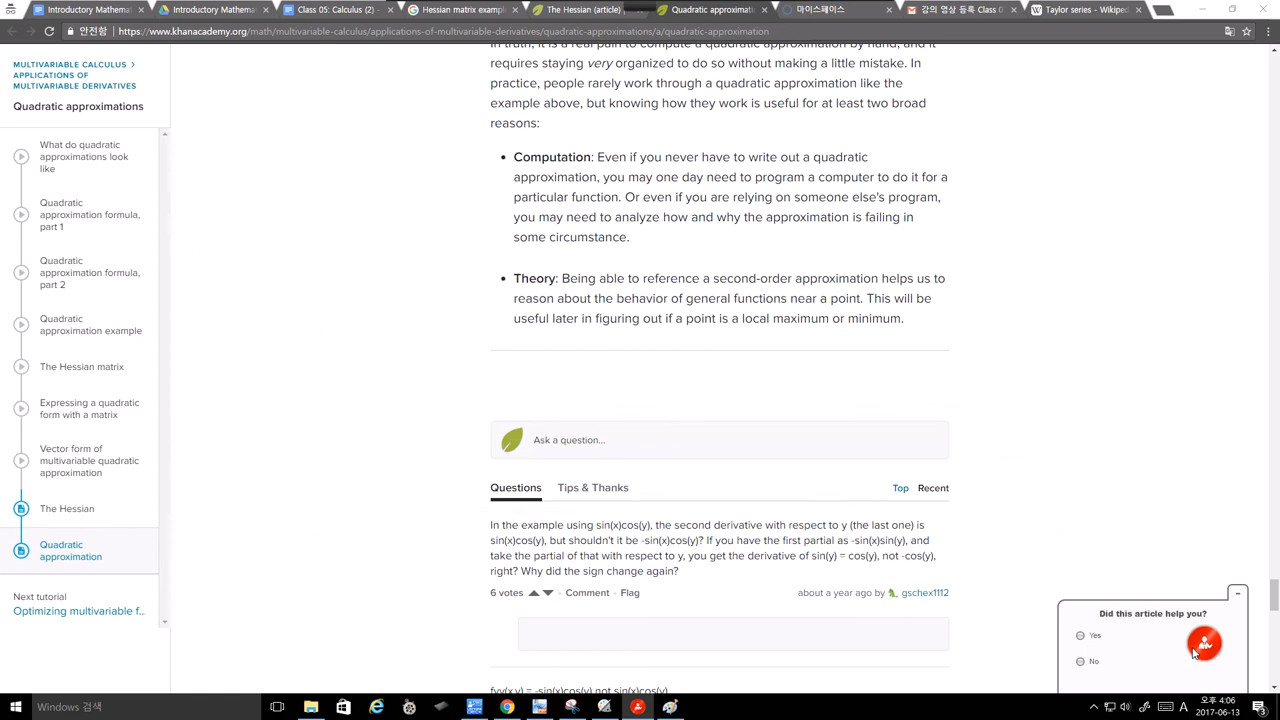 Introductory Mathema
Introductory Mathemat
Class 05: Calculus (2) -
Hessian matrix exampl
The Hessian (article) |
Quadratic approximati
마이스페이스
강의 영상 등록 Class 0
Taylor series - Wikiped
안전함 https://www.khanacademy.org/math/multivariable-calculus/applications-of-multivariable-derivatives/quadratic-approximations/a/quadratic-approximation
MULTIVARIABLE CALCULUS >
APPLICATIONS OF
MULTIVARIABLE DERIVATIVES
Quadratic approximations
What do quadratic
approximations look
like
Quadratic
approximation formula,
part 1
Quadratic
approximation formula,
part 2
Quadratic
approximation example
The Hessian matrix
Expressing a quadratic
form with a matrix
Vector form of
multivariable quadratic
approximation
The Hessian
Quadratic
approximation
Next tutorial
Optimizing multivariable f...
In truth, it is a real pain to compute a quadratic approximation by hand, and it
requires staying very organized to do so without making a little mistake. In
practice, people rarely work through a quadratic approximation like the
example above, but knowing how they work is useful for at least two broad
reasons:
• Computation: Even if you never have to write out a quadratic
approximation, you may one day need to program a computer to do it for a
particular function. Or even if you are relying on someone else's program,
you may need to analyze how and why the approximation is failing in
some circumstance.
• Theory: Being able to reference a second-order approximation helps us to
reason about the behavior of general functions near a point. This will be
useful later in figuring out if a point is a local maximum or minimum.
Ask a question...
Questions Tips & Thanks Top Recent
In the example using sin(x)cos(y), the second derivative with respect to y (the last one) is
sin(x)cos(y), but shouldn't it be -sin(x)cos(y)? If you have the first partial as -sin(x)sin(y), and
take the partial of that with respect to y, you get the derivative of sin(y) = cos(y), not -cos(y),
right? Why did the sign change again?
6 votes Comment · Flag about a year ago by gschex1112
fyy(x,y) = -sin(x)cos(y) not sin(x)cos(y)
Did this article help you?
Yes
No
Windows 검색
A
오후 4:06
2017-06-13
3